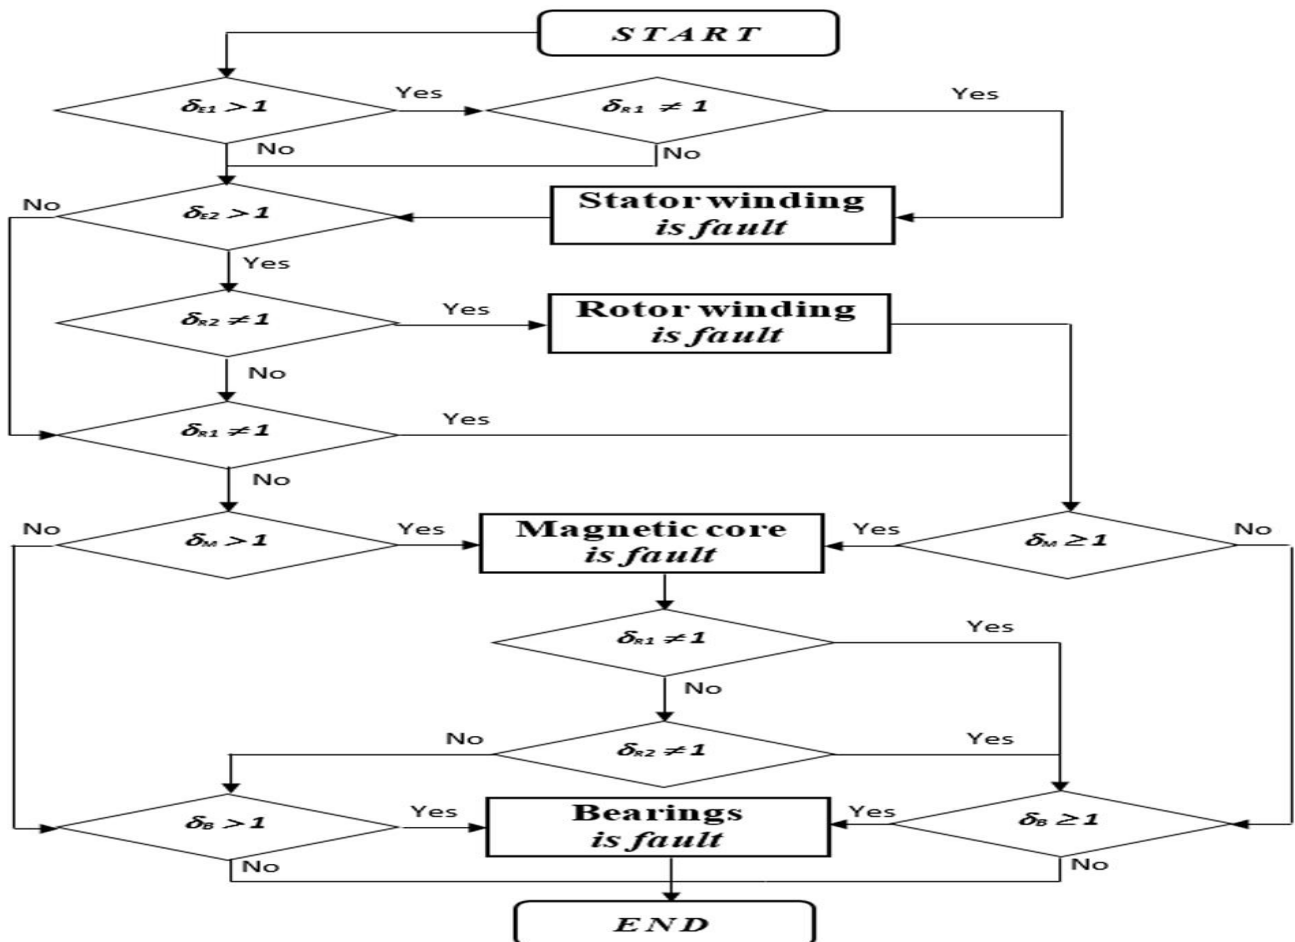 START
δE1 > 1
Yes
δR1 ≠ 1
Yes
No
No
No
δE2 > 1
Stator winding
is fault
Yes
δR2 ≠ 1
Yes
Rotor winding
is fault
No
δR1 ≠ 1
Yes
No
No
δM > 1
Yes
Magnetic core
is fault
Yes
δM ≥ 1
No
δR1 ≠ 1
Yes
No
No
δR2 ≠ 1
Yes
δB > 1
Yes
Bearings
is fault
Yes
δB ≥ 1
No
No
END